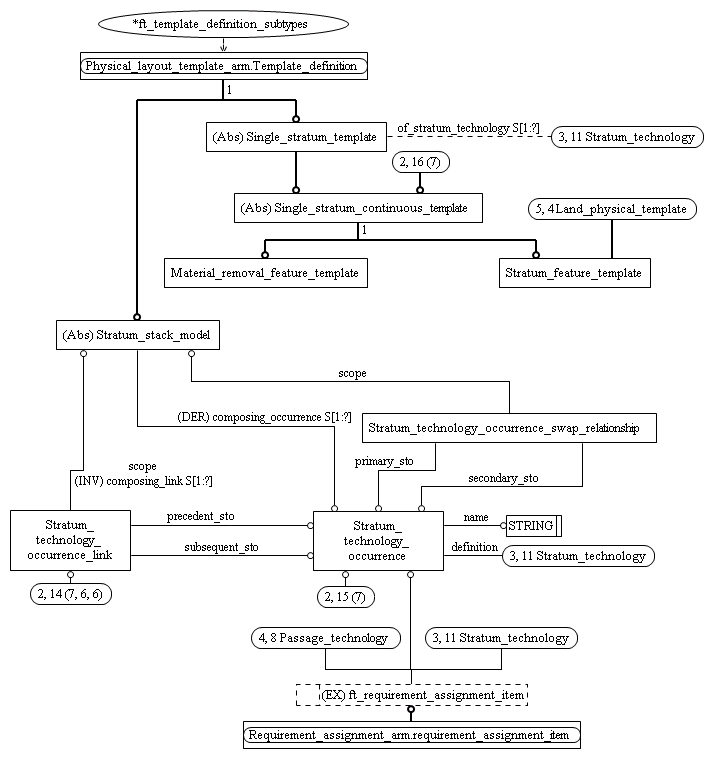 *ft_template_definition_subtypes
Physical_layout_template_arm.Template_definition
1
(Abs) Single_stratum_template
of_stratum_technology S[1:?]
3, 11 Stratum_technology
2, 16 (7)
(Abs) Single_stratum_continuous_template
5, 4Land_physical_template
1
Material_removal_feature_template
Stratum_feature_template
(Abs) Stratum_stack_model
scope
(DER) composing_occurrence S[1:?]
Stratum_technology_occurrence_swap_relationship
primary_sto
scope
(INV) composing_link S[1:?]
secondary_sto
Stratum_
technology_
occurrence_link
precedent_sto
subsequent_sto
Stratum_
technology_
occurrence
name
STRING
definition
3, 11 Stratum_technology
2, 14 (7, 6, 6)
2, 15 (7)
4, 8 Passage_technology
3, 11 Stratum_technology
(EX) ft_requirement_assignment_item
Requirement_assignment_arm.requirement_assignment_item